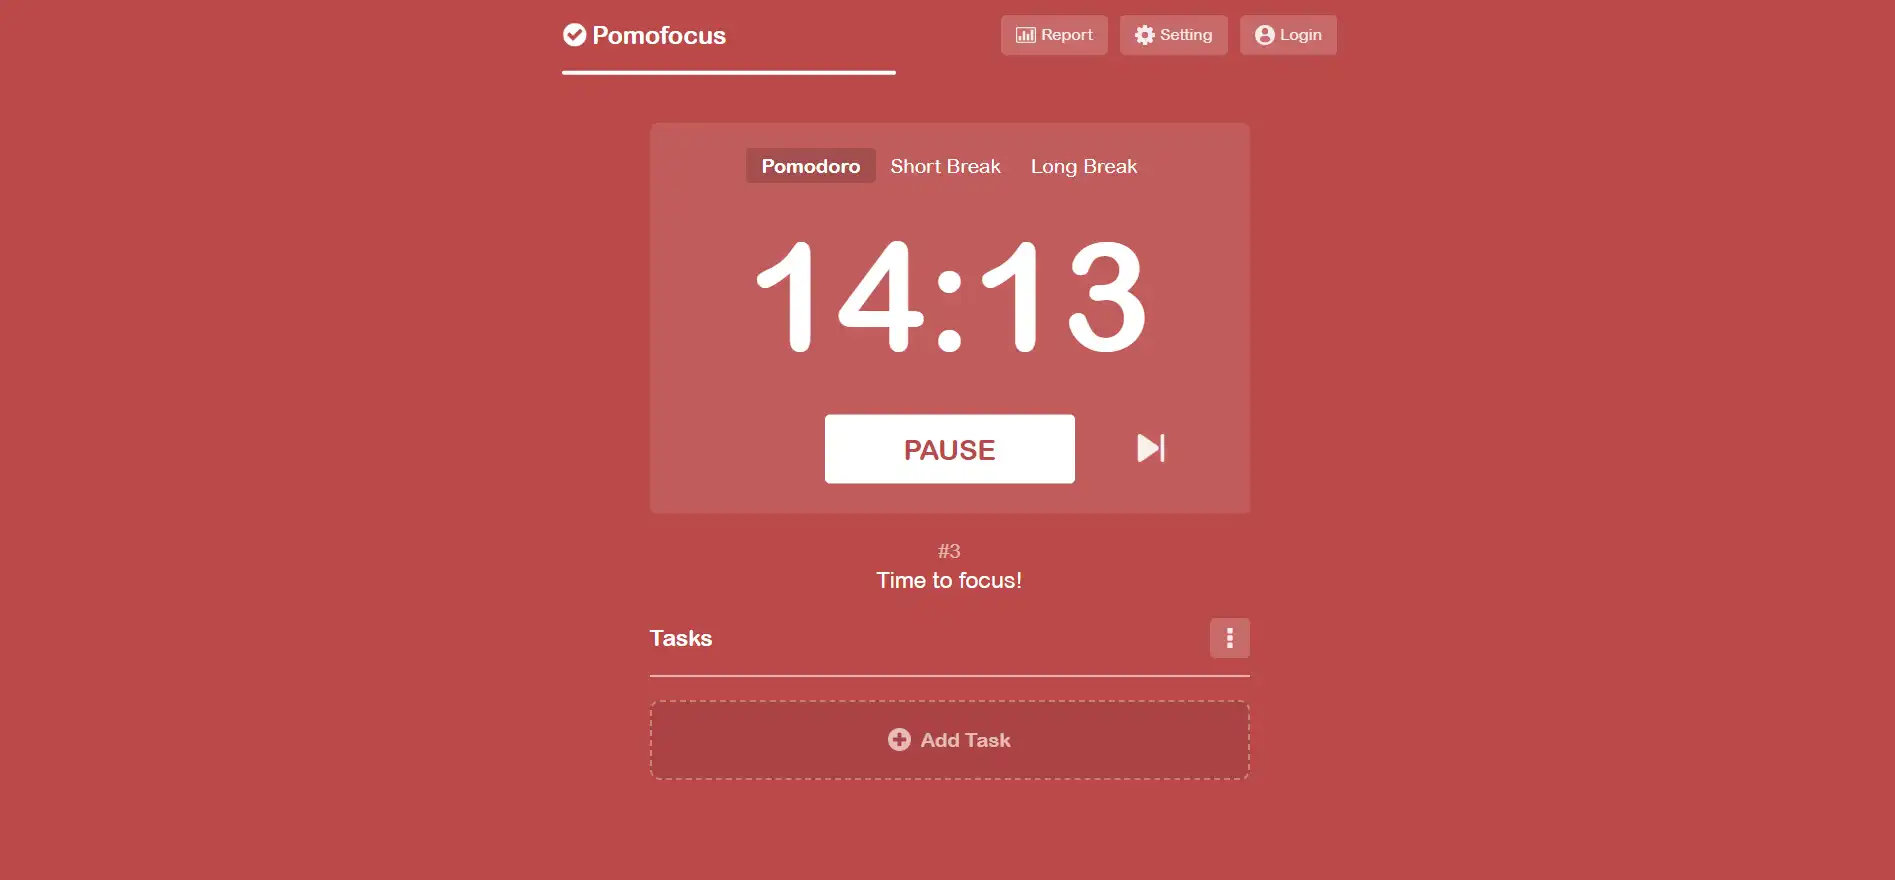 Pomofocus
Report
Setting
Login
Pomodoro
Short Break
Long Break
14:13
PAUSE
#3
Time to focus!
Tasks
Add Task